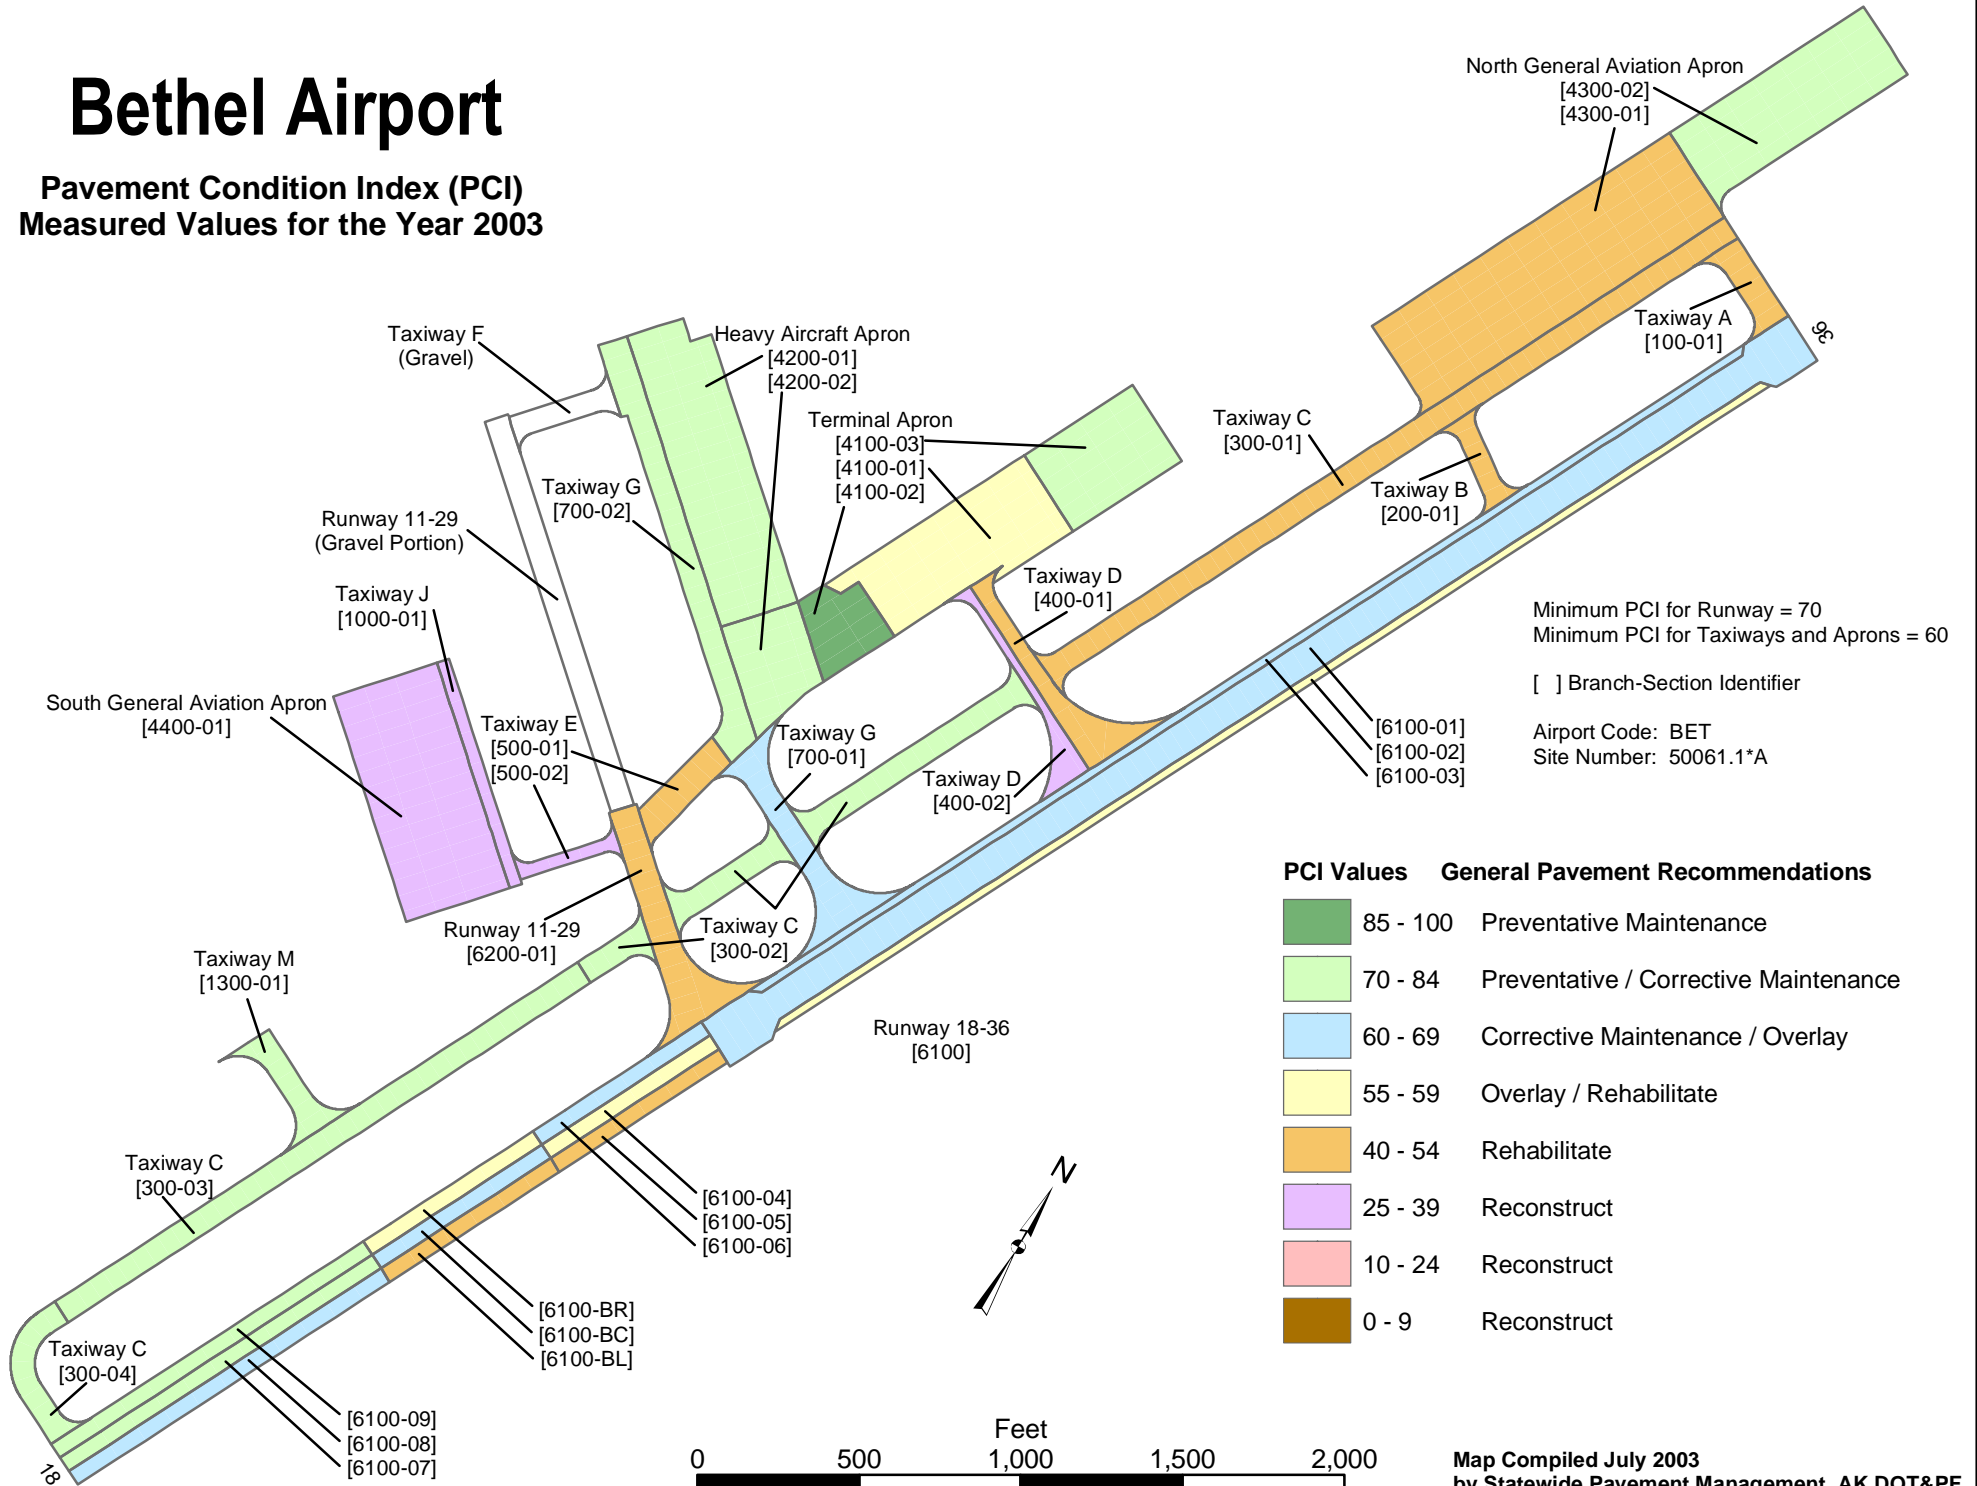 Bethel Airport
Pavement Condition Index (PCI)
Measured Values for the Year 2003
North General Aviation Apron
[4300-02]
[4300-01]
Taxiway A
[100-01]
36
Taxiway F
(Gravel)
Heavy Aircraft Apron
[4200-01]
[4200-02]
Terminal Apron
[4100-03]
[4100-01]
[4100-02]
Taxiway C
[300-01]
Taxiway B
[200-01]
Taxiway G
[700-02]
Runway 11-29
(Gravel Portion)
Taxiway J
[1000-01]
Taxiway D
[400-01]
Minimum PCI for Runway = 70
Minimum PCI for Taxiways and Aprons = 60
[ ] Branch-Section Identifier
Airport Code: BET
Site Number: 50061.1*A
South General Aviation Apron
[4400-01]
Taxiway E
[500-01]
[500-02]
Taxiway G
[700-01]
Taxiway D
[400-02]
[6100-01]
[6100-02]
[6100-03]
Runway 11-29
[6200-01]
Taxiway C
[300-02]
Taxiway M
[1300-01]
Runway 18-36
[6100]
PCI Values General Pavement Recommendations
85 - 100 Preventative Maintenance
70 - 84 Preventative / Corrective Maintenance
60 - 69 Corrective Maintenance / Overlay
55 - 59 Overlay / Rehabilitate
40 - 54 Rehabilitate
25 - 39 Reconstruct
10 - 24 Reconstruct
0 - 9 Reconstruct
Taxiway C
[300-03]
[6100-04]
[6100-05]
[6100-06]
N
[6100-BR]
[6100-BC]
[6100-BL]
Taxiway C
[300-04]
[6100-09]
[6100-08]
[6100-07]
18
Feet
0 500 1,000 1,500 2,000
Map Compiled July 2003
by Statewide Pavement Management, AK DOT&PF